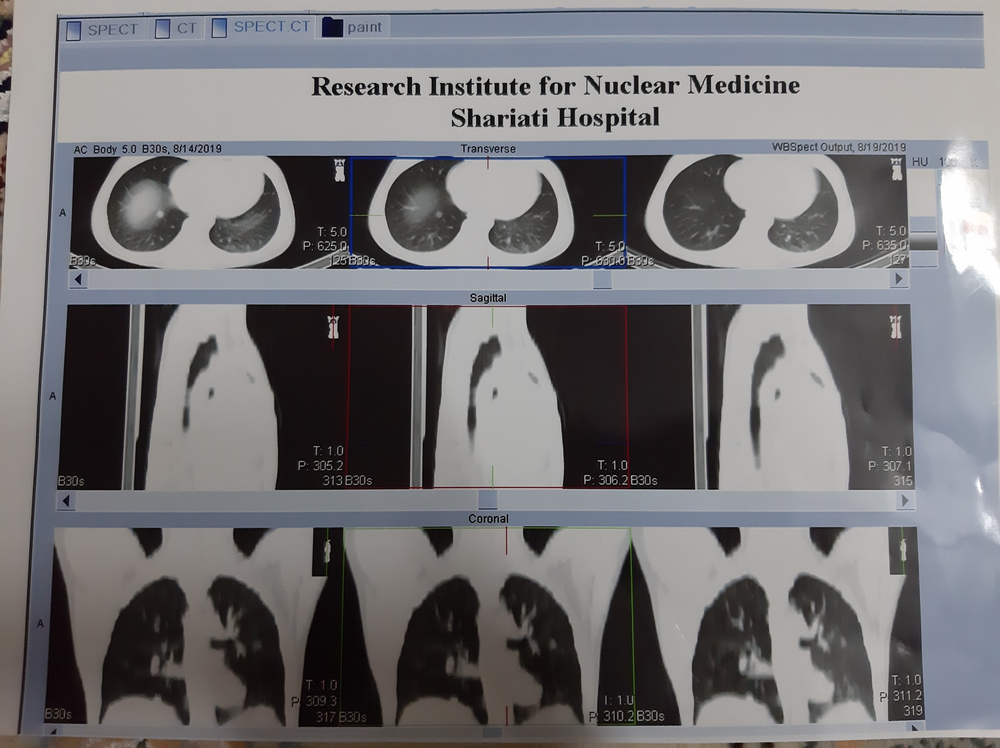 SPECT CT SPECT.CT paint
Research Institute for Nuclear Medicine
Shariati Hospital
AC Body 5.0 B30s, 8/14/2019 Transverse WBSpect Output, 8/19/2019
HU %
A
T: 5.0 T: 5.0 T: 5.0
P: 625.0 P: 630.0 P: 635.0
B30s 125 B30s B30s 127
Sagittal
A
T: 1.0 T: 1.0 T: 1.0
P: 305.2 P: 306.2 P: 307.1
B30s 313 B30s B30s 315
Coronal
A
T: 1.0 T: 1.0
P: 309.3 P: 310.2 P: 311.2
B30s 317 B30s B30s 319